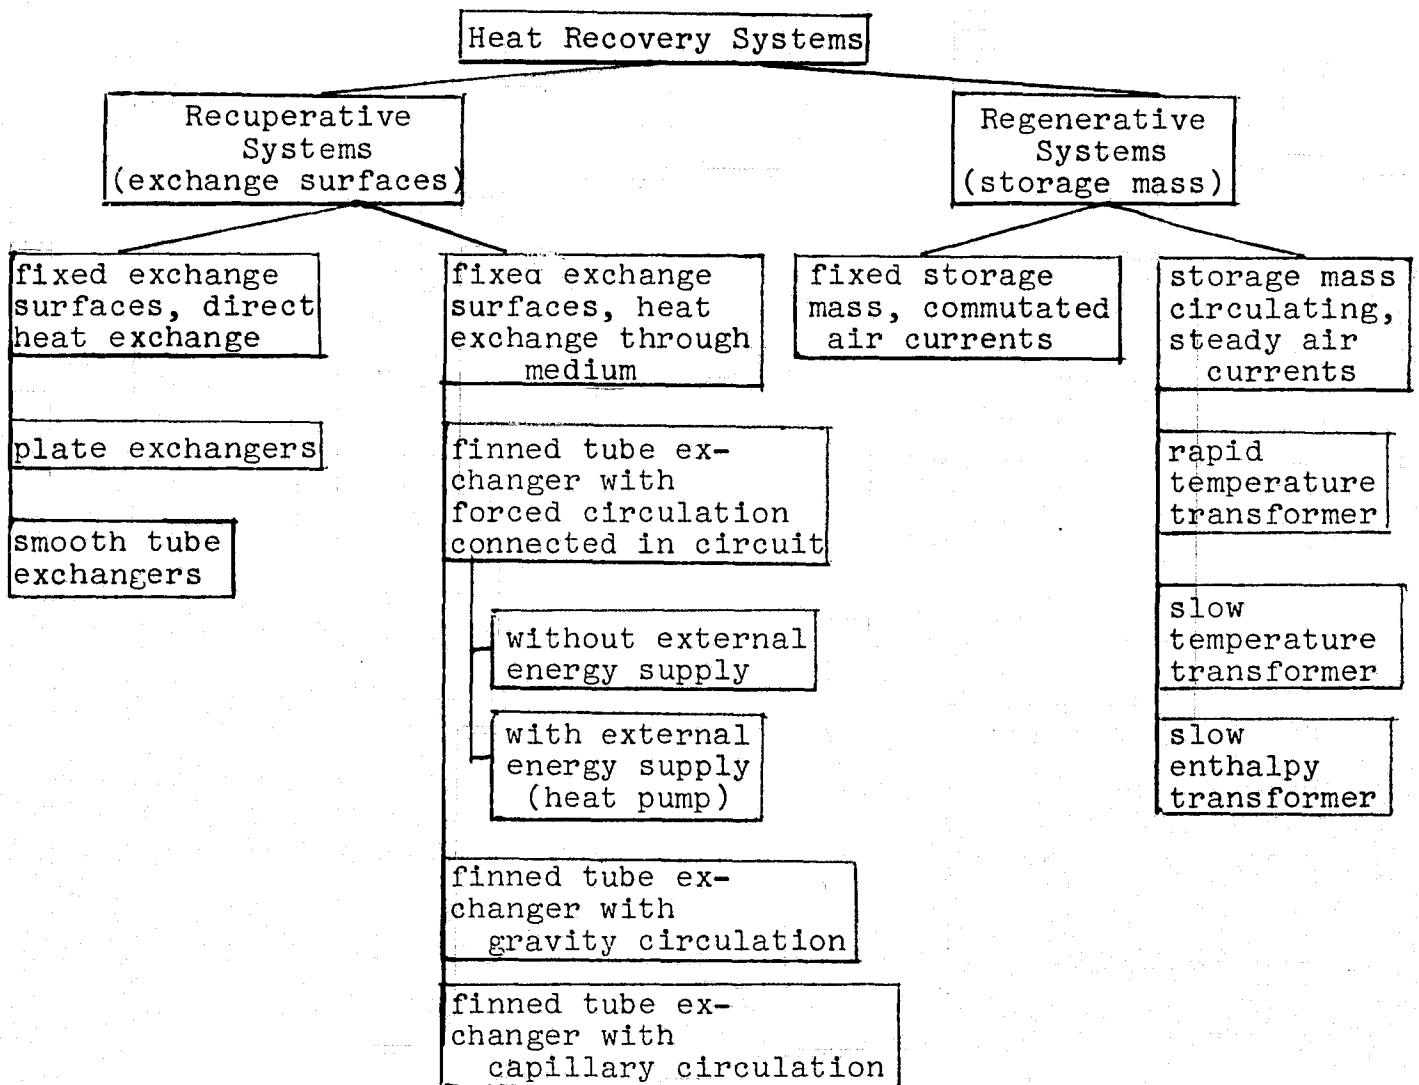 Heat Recovery Systems
Recuperative
Systems
(exchange surfaces)
Regenerative
Systems
(storage mass)
fixed exchange
surfaces, direct
heat exchange
plate exchangers
smooth tube
exchangers
fixed exchange
surfaces, heat
exchange through
medium
finned tube ex-
changer with
forced circulation
connected in circuit
without external
energy supply
with external
energy supply
(heat pump)
finned tube ex-
changer with
gravity circulation
finned tube ex-
changer with
capillary circulation
fixed storage
mass, commutated
air currents
storage mass
circulating,
steady air
currents
rapid
temperature
transformer
slow
temperature
transformer
slow
enthalpy
transformer